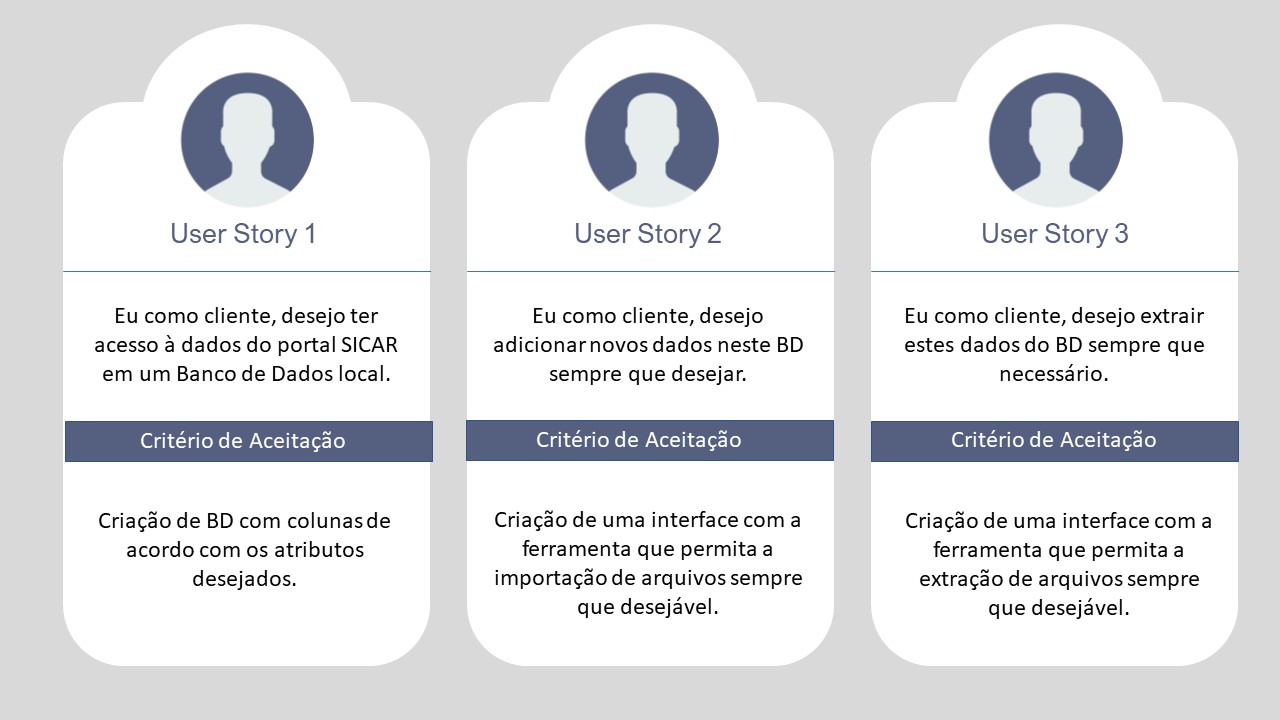 User Story 1
Eu como cliente, desejo ter
acesso à dados do portal SICAR
em um Banco de Dados local.
Critério de Aceitação
Criação de BD com colunas de
acordo com os atributos
desejados.
User Story 2
Eu como cliente, desejo
adicionar novos dados neste BD
sempre que desejar.
Critério de Aceitação
Criação de uma interface com a
ferramenta que permita a
importação de arquivos sempre
que desejável.
User Story 3
Eu como cliente, desejo extrair
estes dados do BD sempre que
necessário.
Critério de Aceitação
Criação de uma interface com a
ferramenta que permita a
extração de arquivos sempre
que desejável.